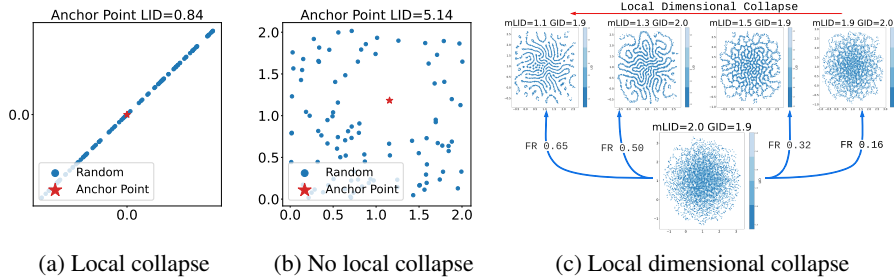 Anchor Point LID=0.84
0.0
0.0
Random
Anchor Point
(a) Local collapse
Anchor Point LID=5.14
2.0
1.5
1.0
0.5
0.0
0.0 0.5 1.0 1.5 2.0
Random
Anchor Point
(b) No local collapse
Local Dimensional Collapse
mLID=1.1 GID=1.9
mLID=1.3 GID=2.0
mLID=1.5 GID=1.9
mLID=1.9 GID=2.0
FR 0.65
FR 0.50
mLID=2.0 GID=1.9
FR 0.32
FR 0.16
(c) Local dimensional collapse